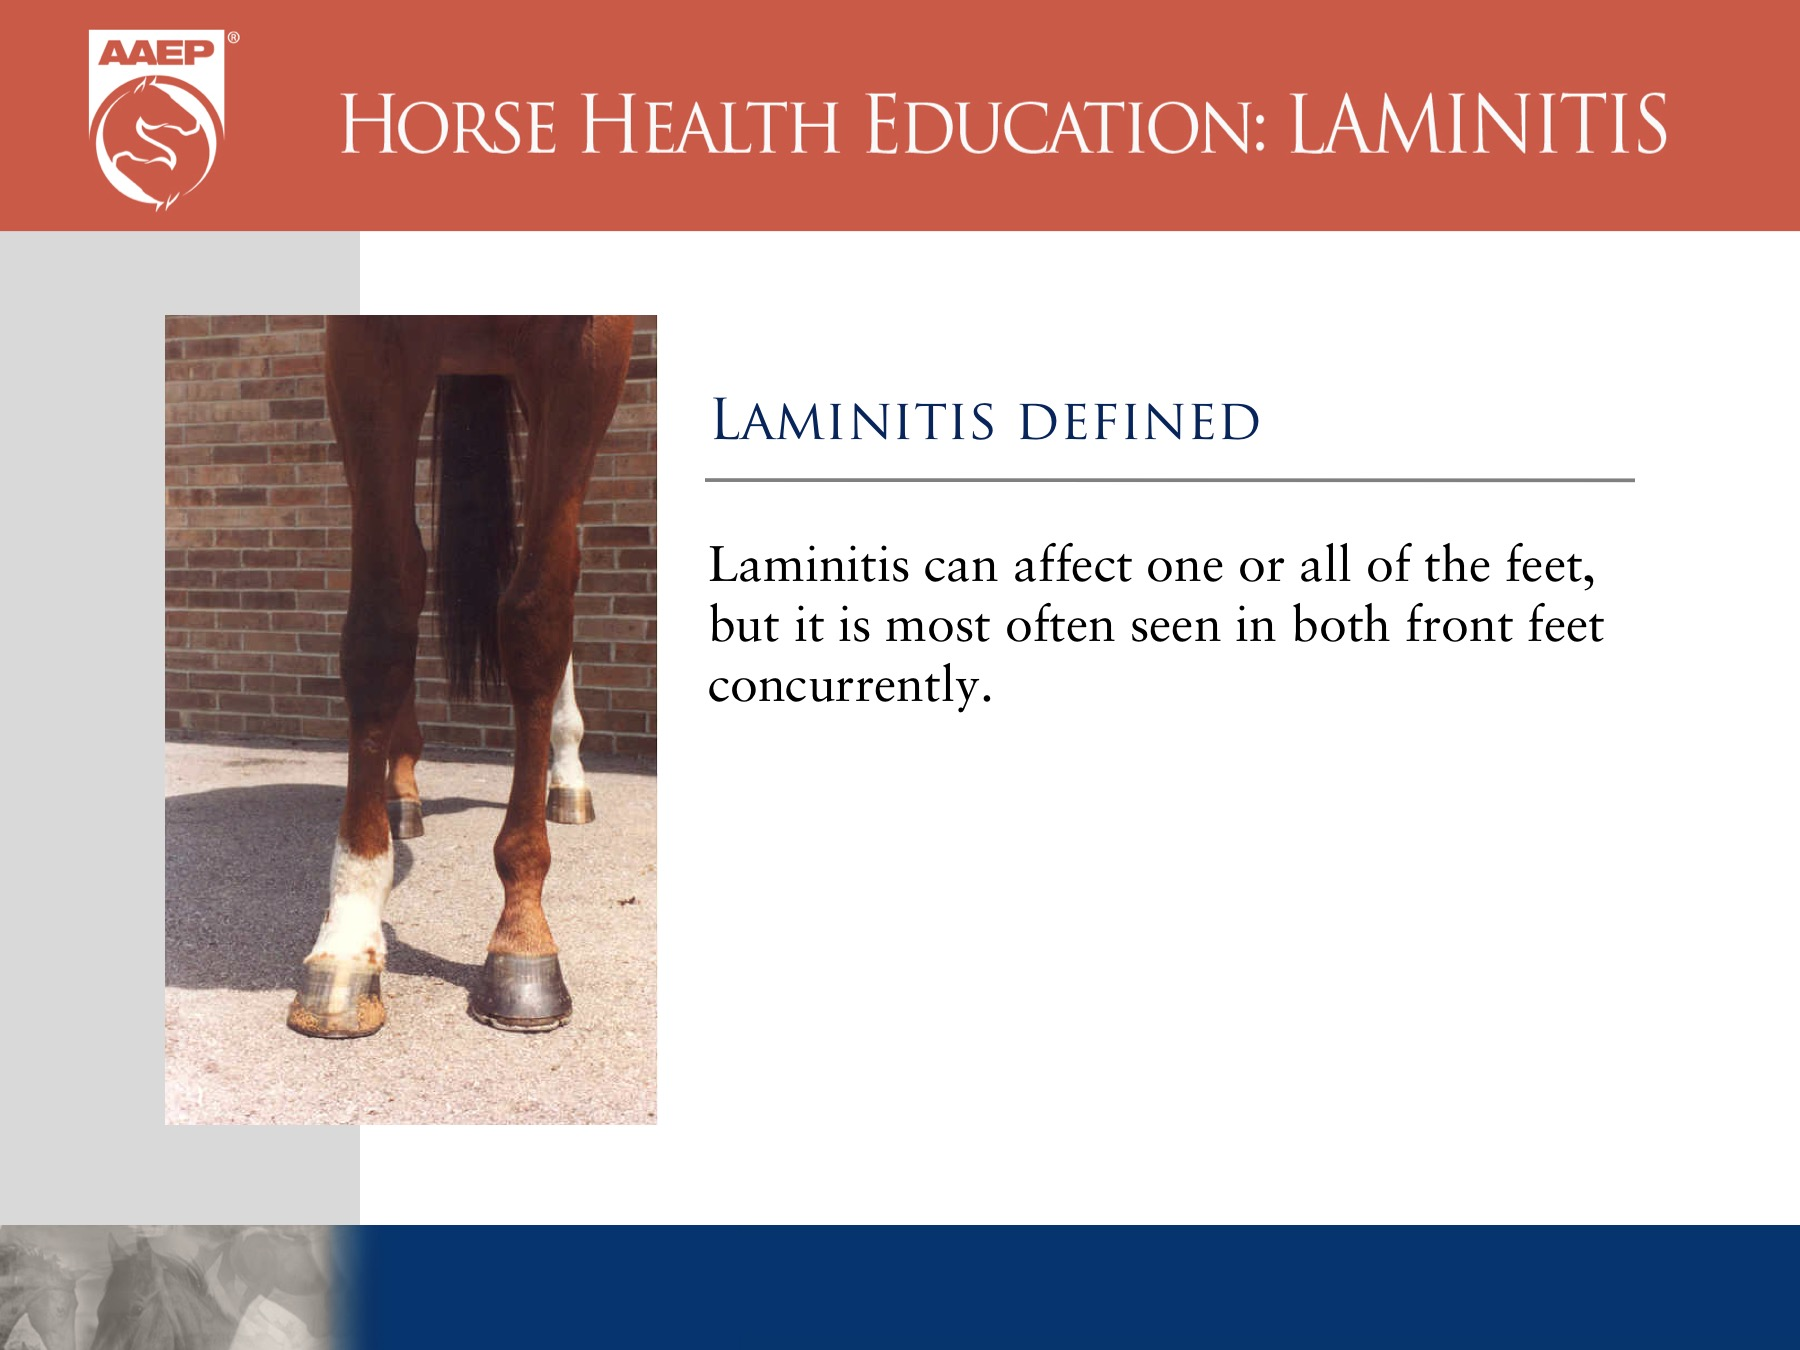 AAEP®
HORSE HEALTH EDUCATION: LAMINITIS
LAMINITIS DEFINED
Laminitis can affect one or all of the feet,
but it is most often seen in both front feet
concurrently.